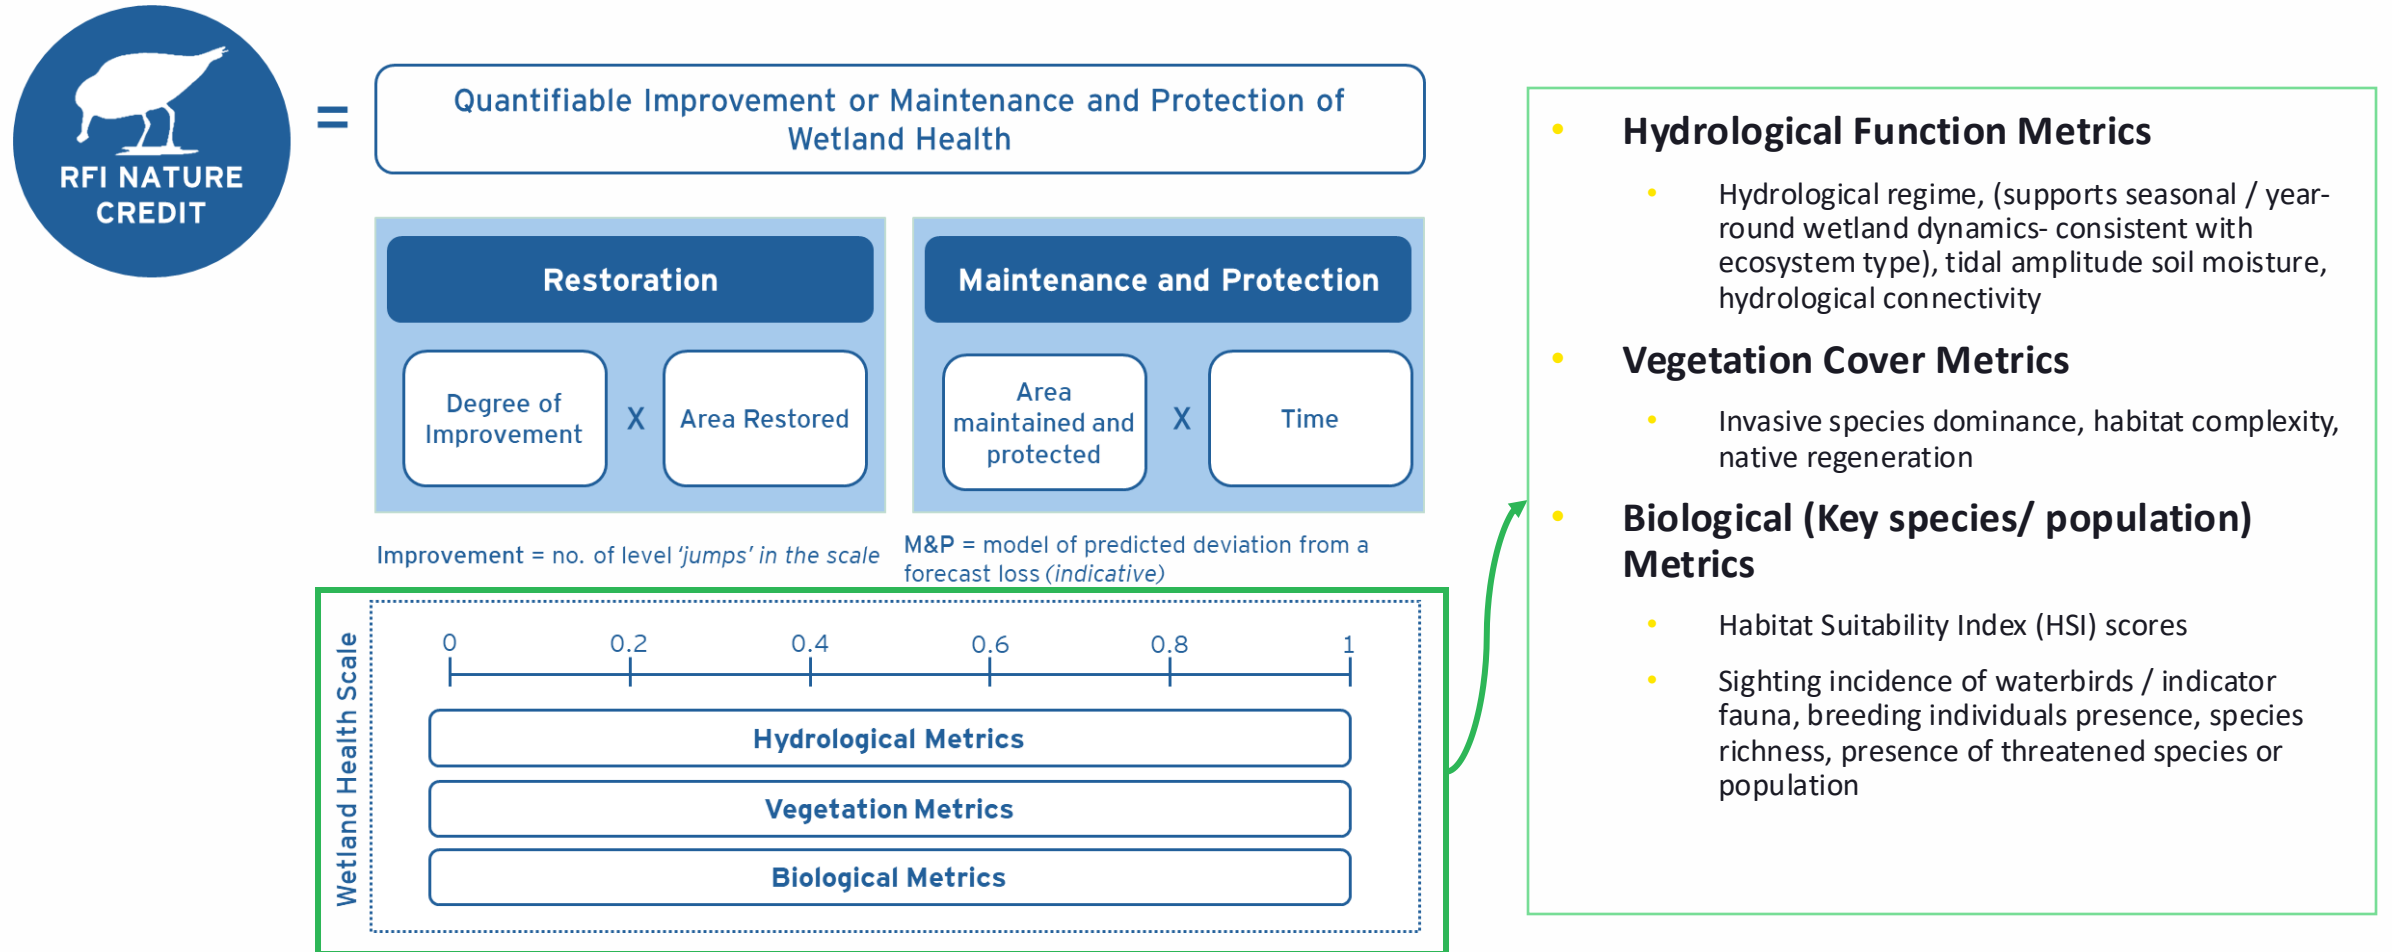 RFI NATURE
CREDIT
=
Quantifiable Improvement or Maintenance and Protection of
Wetland Health
Restoration
Degree of
Improvement
X
Area Restored
Improvement = no. of level ‘jumps’ in the scale
Maintenance and Protection
Area
maintained and
protected
X
Time
M&P = model of predicted deviation from a
forecast loss (indicative)
Wetland Health Scale
0 0.2 0.4 0.6 0.8 1
Hydrological Metrics
Vegetation Metrics
Biological Metrics
• Hydrological Function Metrics
• Hydrological regime, (supports seasonal / year-
round wetland dynamics- consistent with
ecosystem type), tidal amplitude soil moisture,
hydrological connectivity
• Vegetation Cover Metrics
• Invasive species dominance, habitat complexity,
native regeneration
• Biological (Key species/ population)
Metrics
• Habitat Suitability Index (HSI) scores
• Sighting incidence of waterbirds / indicator
fauna, breeding individuals presence, species
richness, presence of threatened species or
population